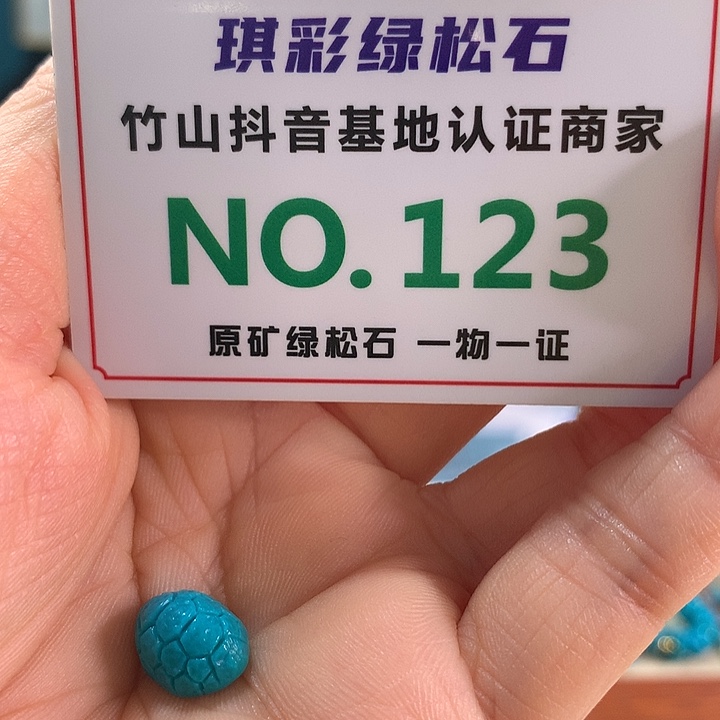 琪彩绿松石
竹山抖音基地认证商家
NO.123
原矿绿松石 一物一证